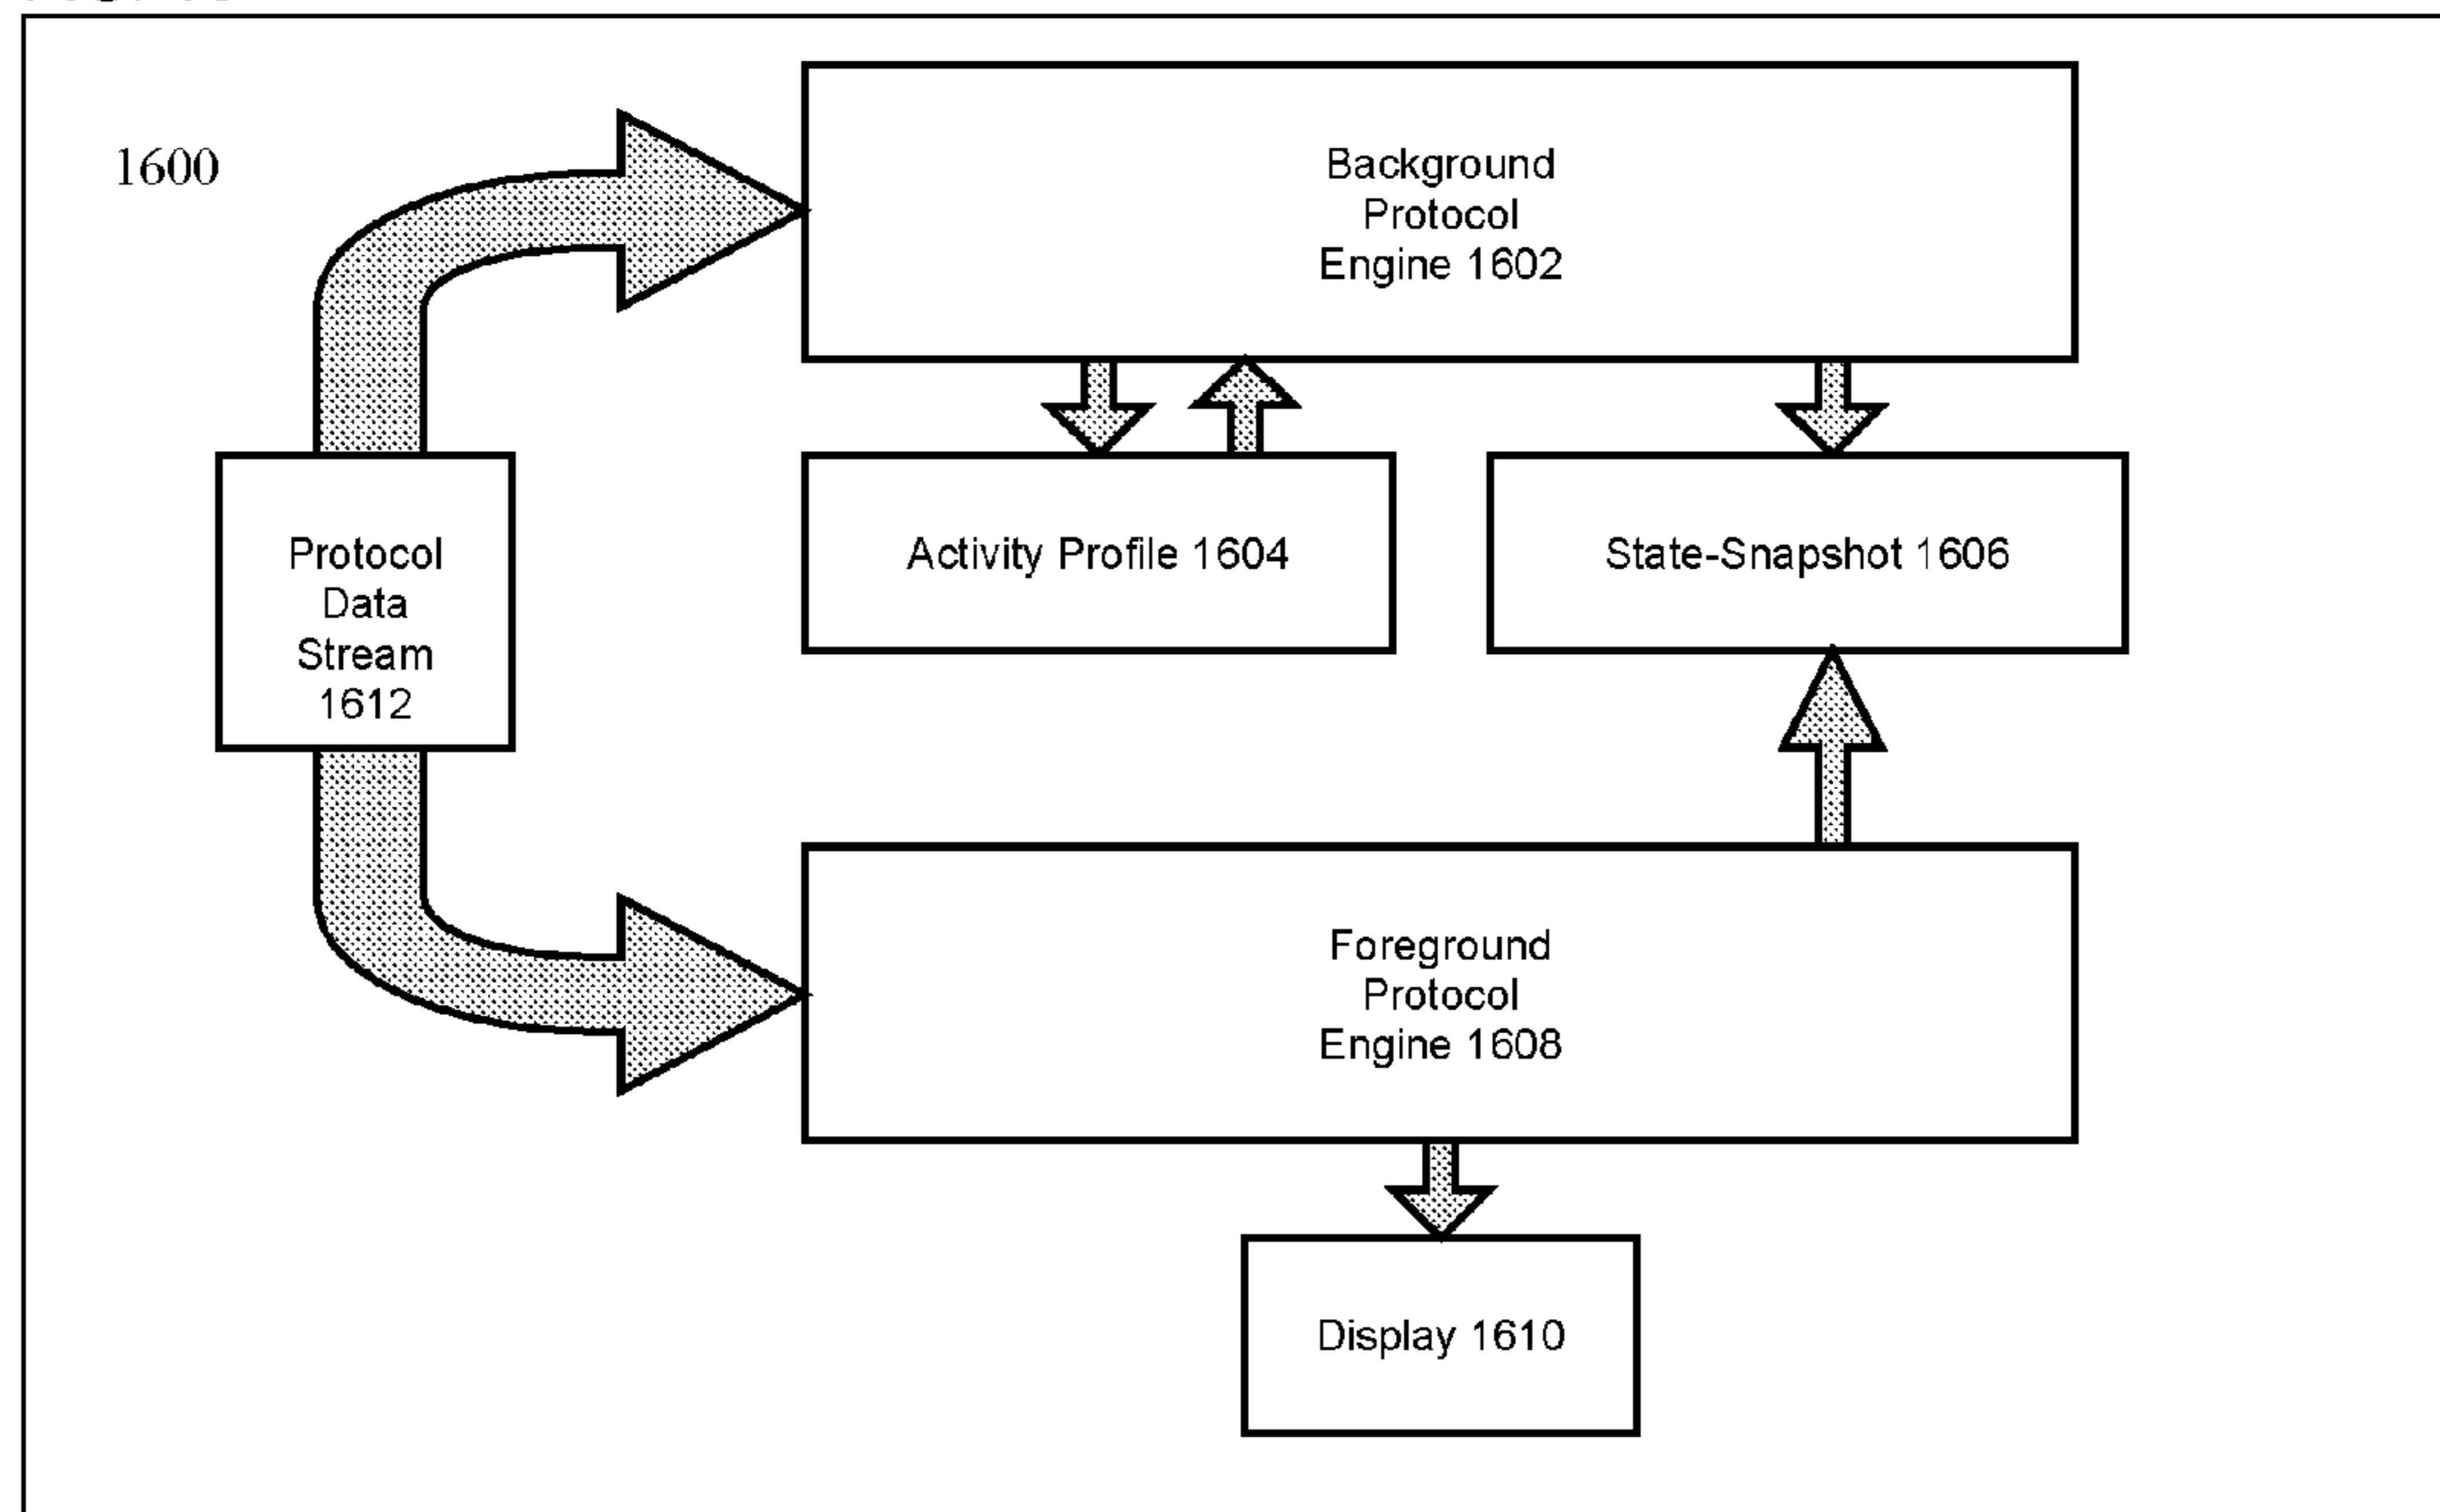 1600
Background
Protocol
Engine 1602
Activity Profile 1604
State-Snapshot 1606
Protocol
Data
Stream
1612
Foreground
Protocol
Engine 1608
Display 1610